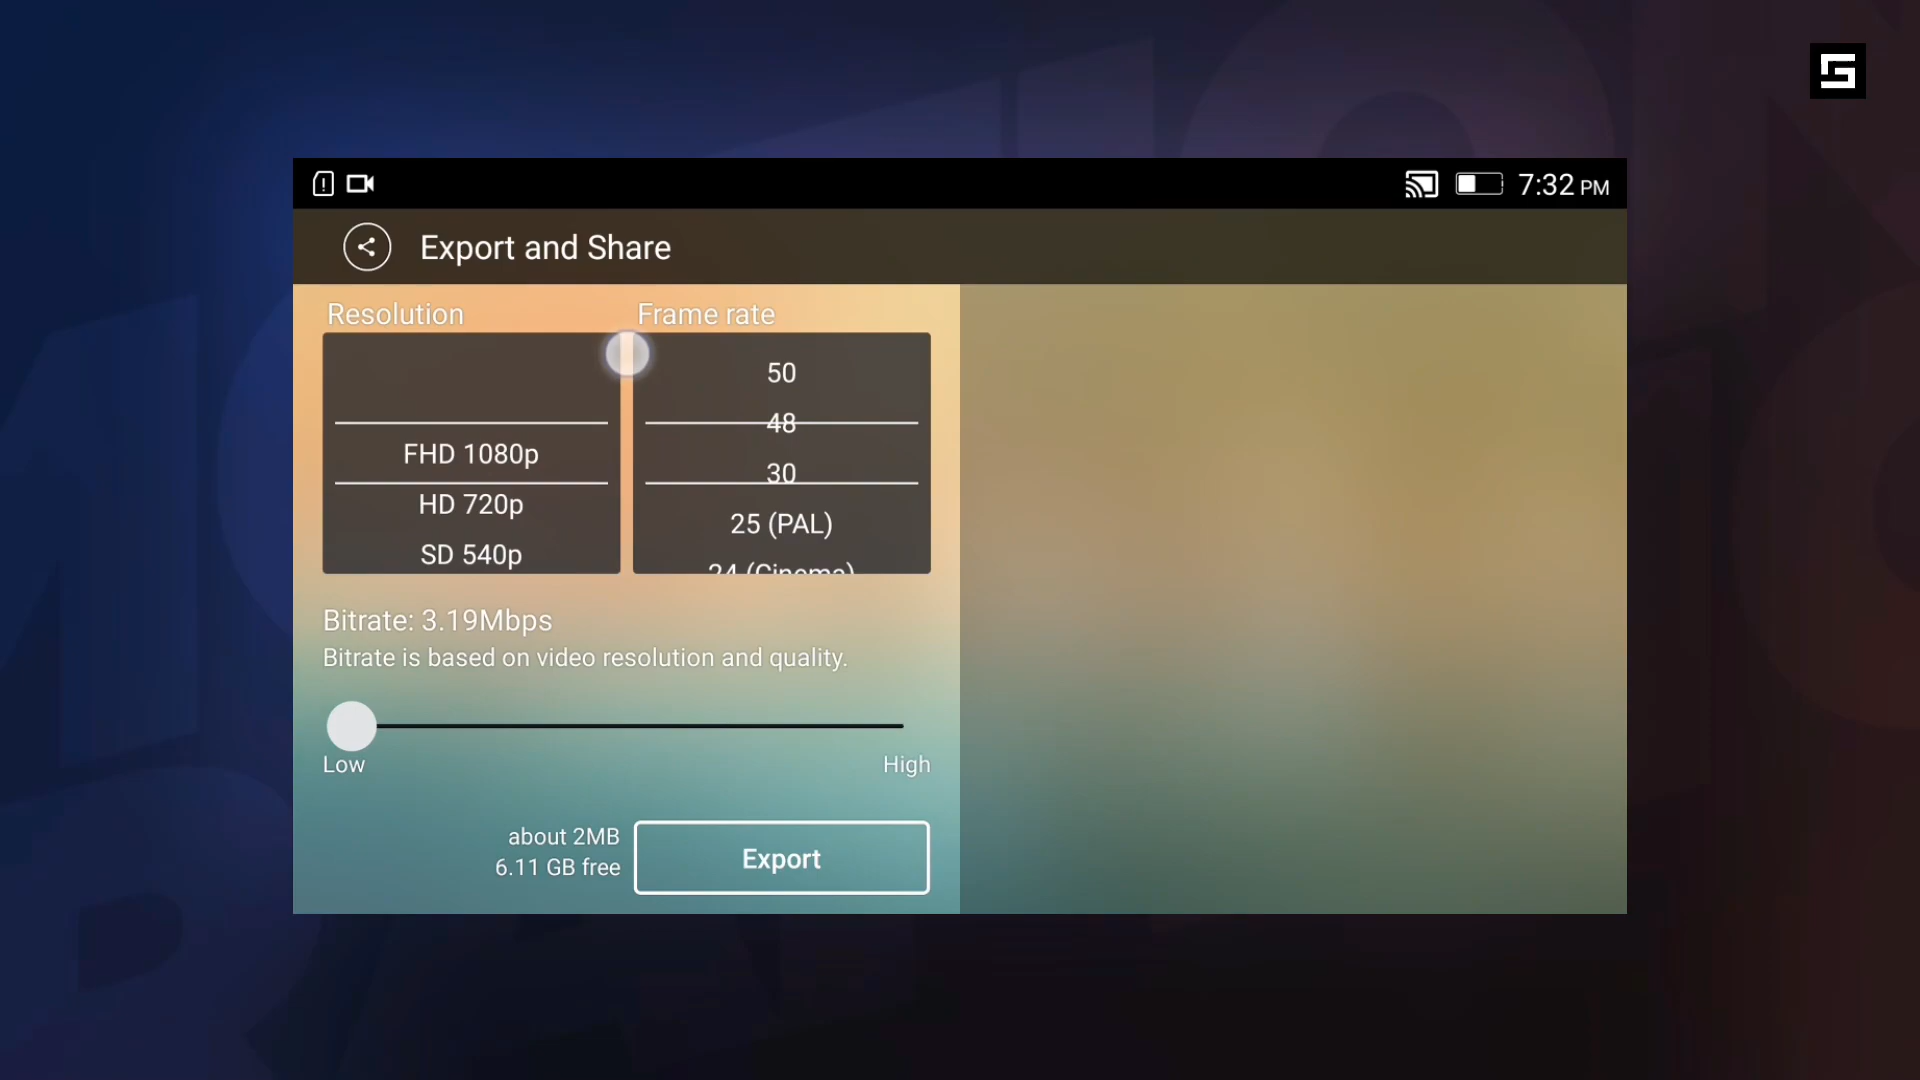 7:32 PM
Export and Share
Resolution
Frame rate
FHD 1080p
HD 720p
SD 540p
50
48
30
25 (PAL)
24 (Cinema)
Bitrate: 3.19Mbps
Bitrate is based on video resolution and quality.
Low
High
about 2MB
6.11 GB free
Export